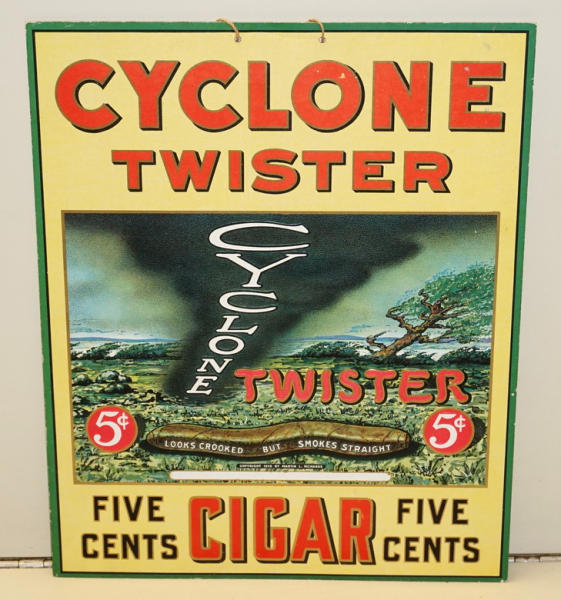 CYCLONE
TWISTER
CYCLONE
TWISTER
5¢
5¢
LOOKS CROOKED BUT SMOKES STRAIGHT
FIVE CENTS
CIGAR
FIVE CENTS